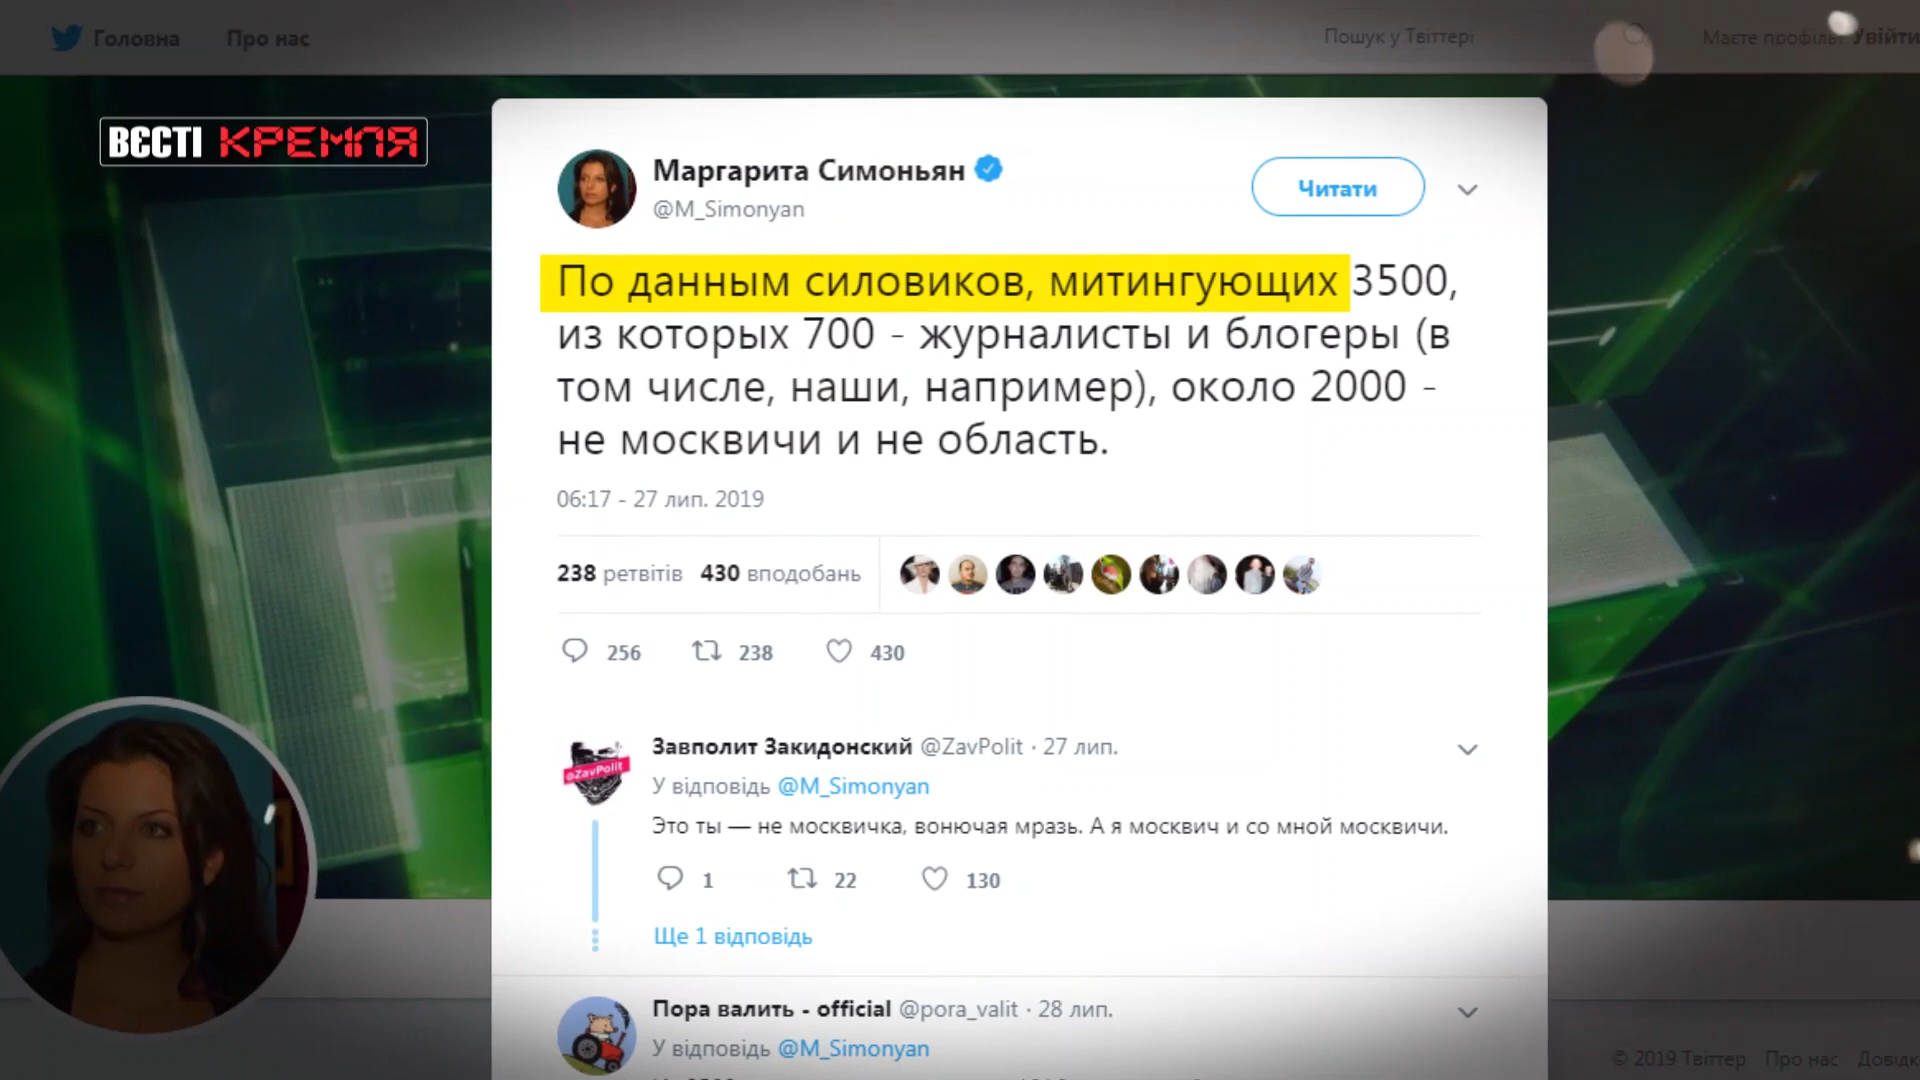 Головна Про нас Пошук у Твіттері Маєте профіль? Увійти
ВЄСТІ КРЕМЛЯ
Маргарита Симоньян
@M_Simonyan
Читати
По данным силовиков, митингующих 3500,
из которых 700 - журналисты и блогеры (в
том числе, наши, например), около 2000 -
не москвичи и не область.
06:17 - 27 лип. 2019
238 ретвітів 430 вподобань
256 238 430
Завполит Закидонский @ZavPolit · 27 лип.
@ZavPolit
У відповідь @M_Simonyan
Это ты — не москвичка, вонючая мразь. А я москвич и со мной москвичи.
1 22 130
Ще 1 відповідь
Пора валить - official @pora_valit · 28 лип.
У відповідь @M_Simonyan
© 2019 Твіттер Про нас